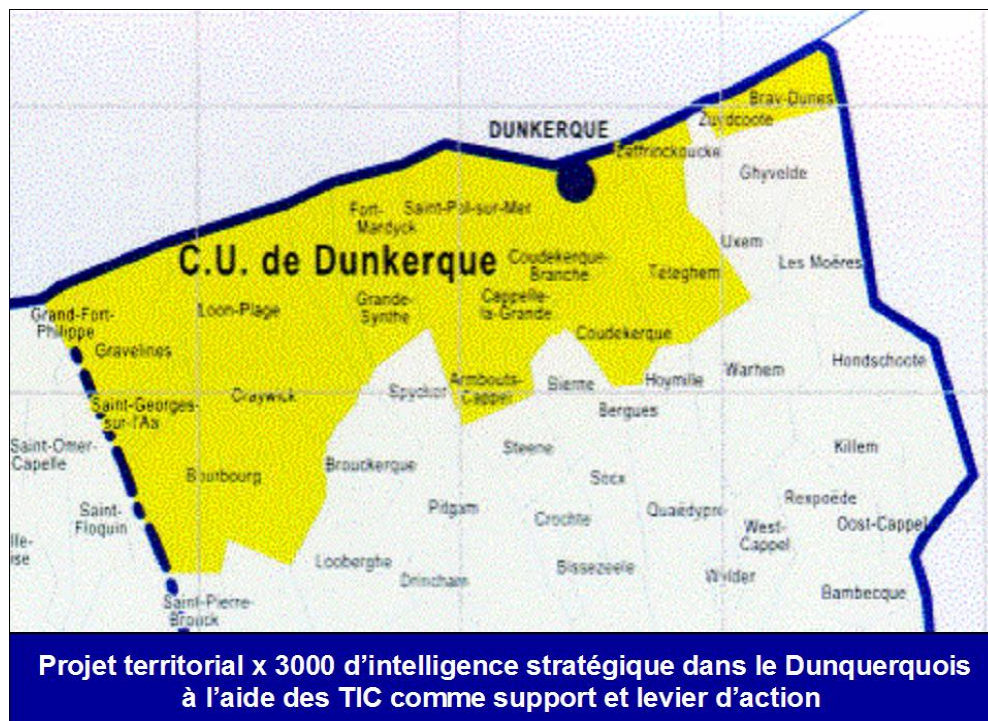 Bray-Dunes
Zuydcoote
DUNKERQUE
Leffrinckoucke
Ghyvelde
Fort-
Mardyck
Saint-Pol-sur-Mer
Uxem
C.U. de Dunkerque
Coudekerque-
Branche
Téteghem
Les Moëres
Grand-Fort-
Philippe
Loon-Plage
Grande-
Synthe
Cappelle-
la-Grande
Coudekerque
Gravelines
Hondschoote
Warhem
Spycker
Armbouts-
Cappel
Bierne
Hoymille
Craywick
Saint-Georges-
sur-l'Aa
Bergues
Saint-Omer-
Capelle
Steene
Killem
Bourbourg
Brouckerque
Socx
Rexpoëde
Saint-
Floquin
Pitgam
Crochte
Quaëdypre-
West-
Cappel
Oost-Cappel
lle-
ise
Looberghe
Drincham
Bissezeele
Wylder
Bambecque
Saint-Pierre-
Brouck
Projet territorial x 3000 d'intelligence stratégique dans le Dunquerquois
à l'aide des TIC comme support et levier d'action